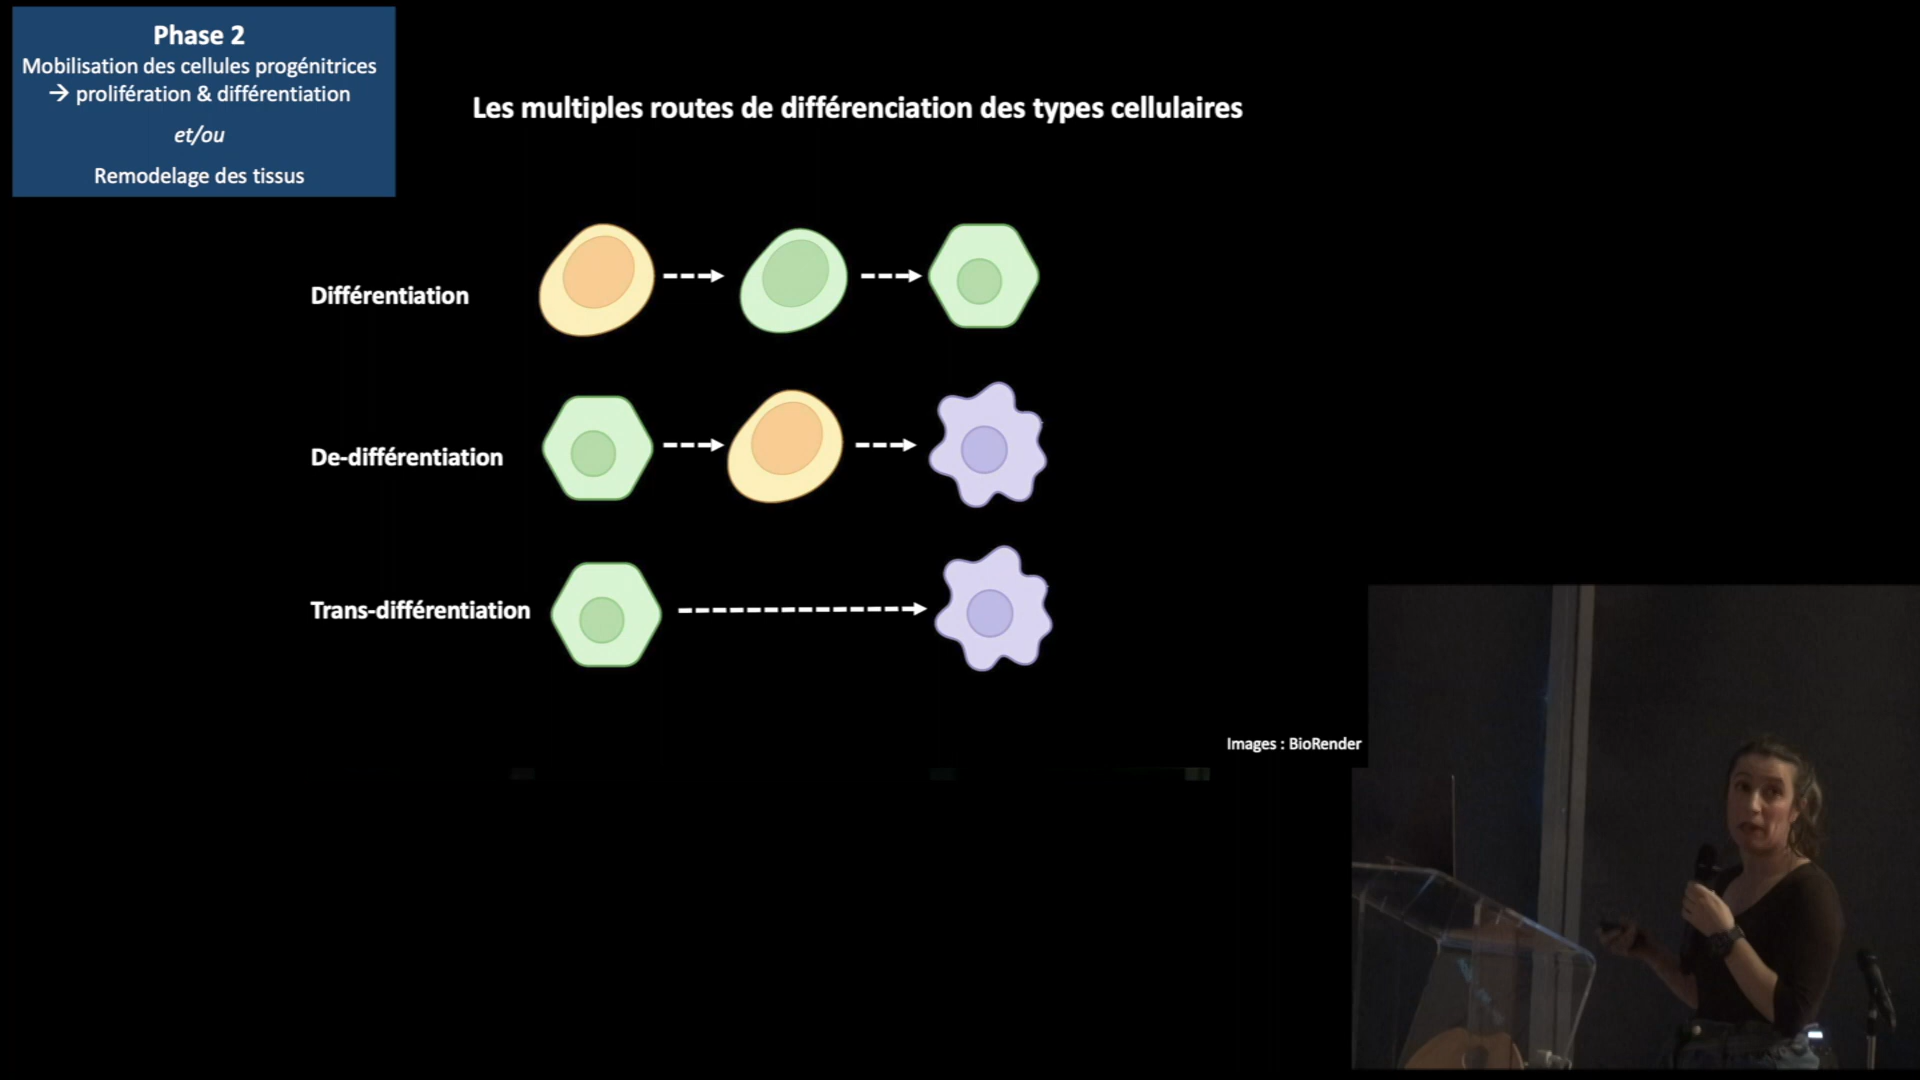 Phase 2
Mobilisation des cellules progénitrices
→ prolifération & différentiation
et/ou
Remodelage des tissus
Les multiples routes de différenciation des types cellulaires
Différentiation
De-différentiation
Trans-différentiation
Images : BioRender